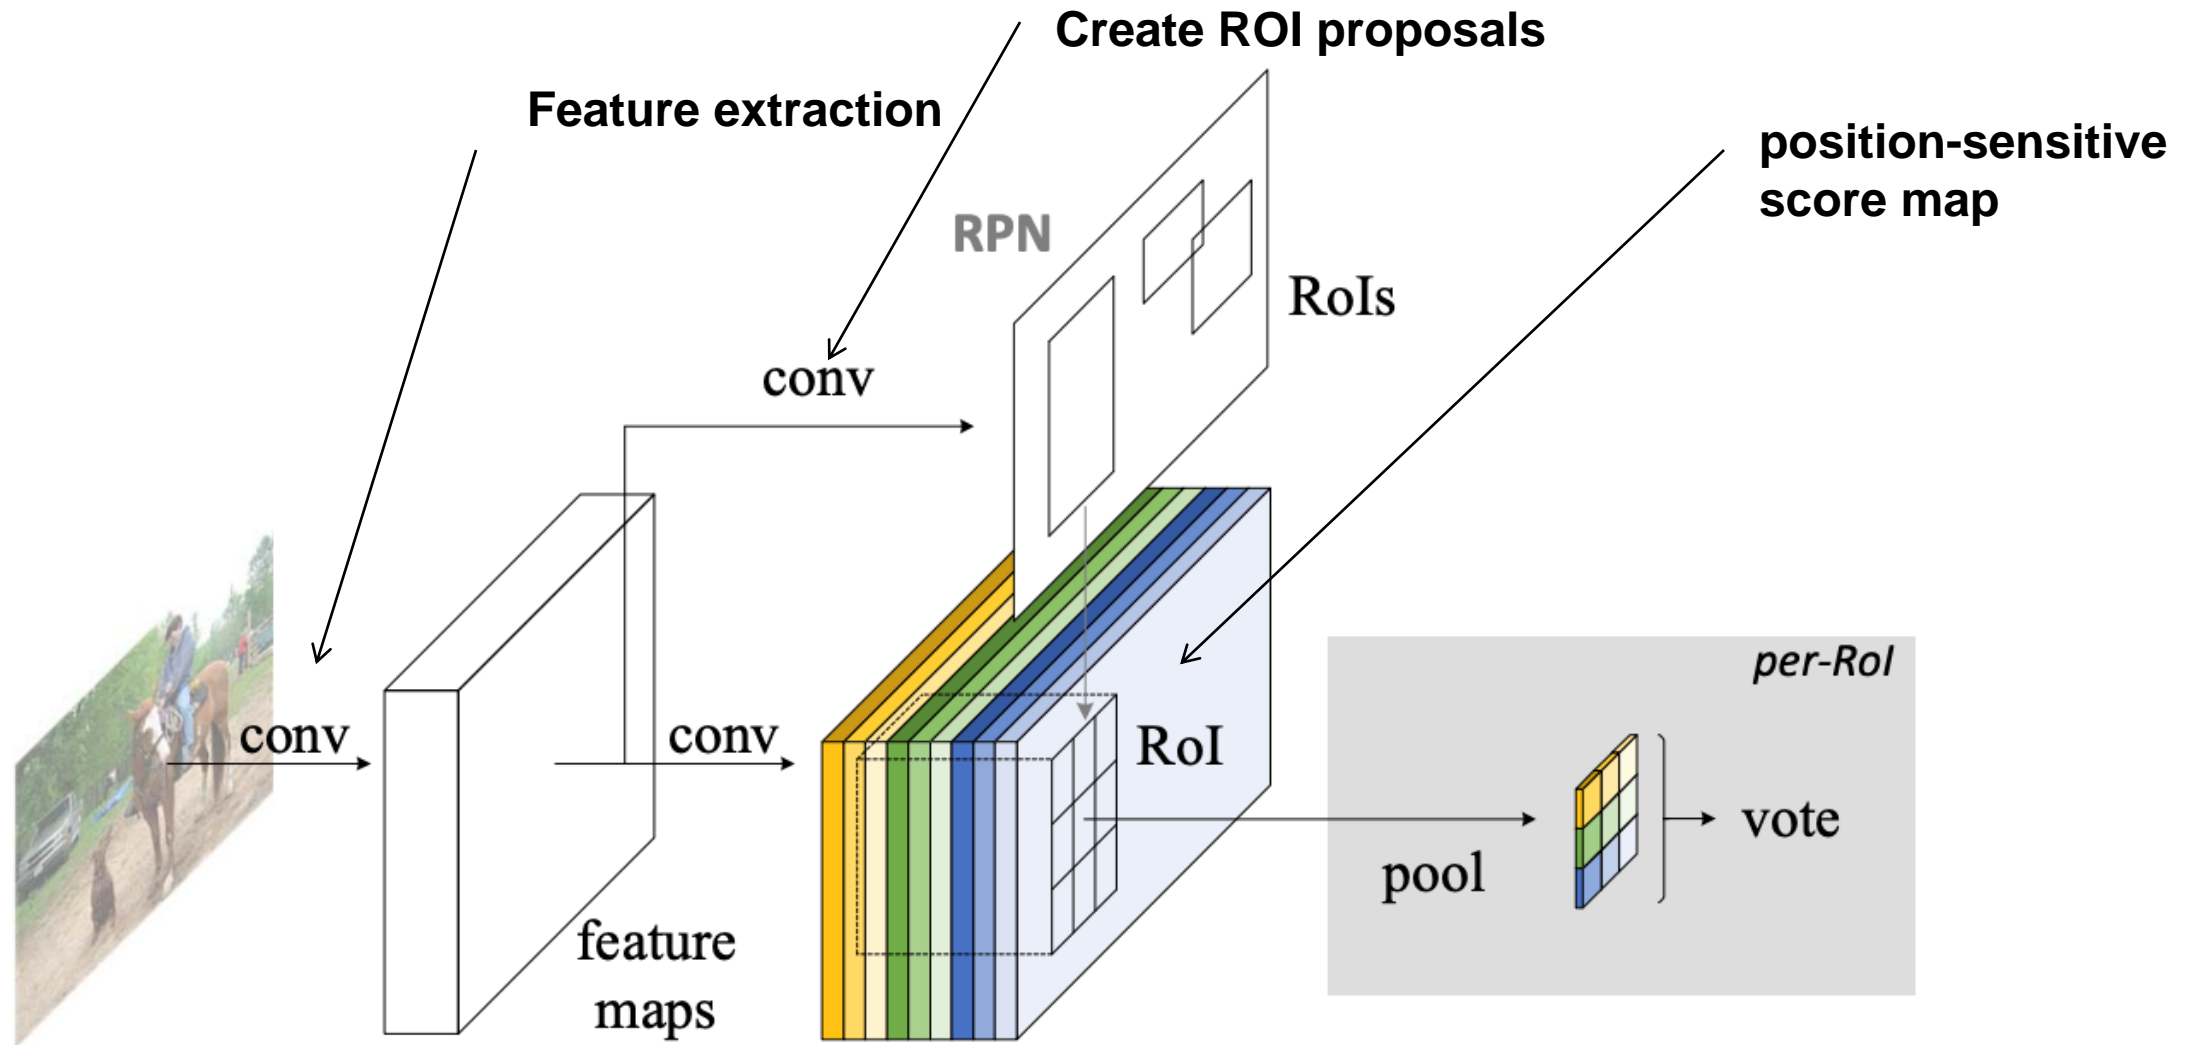 Create ROI proposals
Feature extraction
position-sensitive
score map
RPN
RoIs
conv
per-RoI
conv
conv
RoI
vote
pool
feature
maps